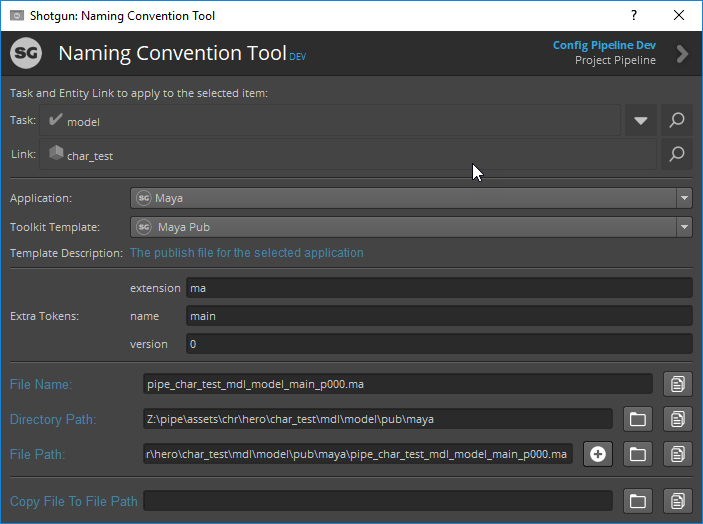 Shotgun: Naming Convention Tool
SG Naming Convention Tool DEV
Config Pipeline Dev
Project Pipeline
Task and Entity Link to apply to the selected item:
Task: model
Link: char_test
Application: SG Maya
Toolkit Template: SG Maya Pub
Template Description: The publish file for the selected application
extension ma
Extra Tokens: name main
version 0
File Name: pipe_char_test_mdl_model_main_p000.ma
Directory Path: Z:\pipe\assets\chr\hero\char_test\mdl\model\pub\maya
File Path: r\hero\char_test\mdl\model\pub\maya\pipe_char_test_mdl_model_main_p000.ma
Copy File To File Path